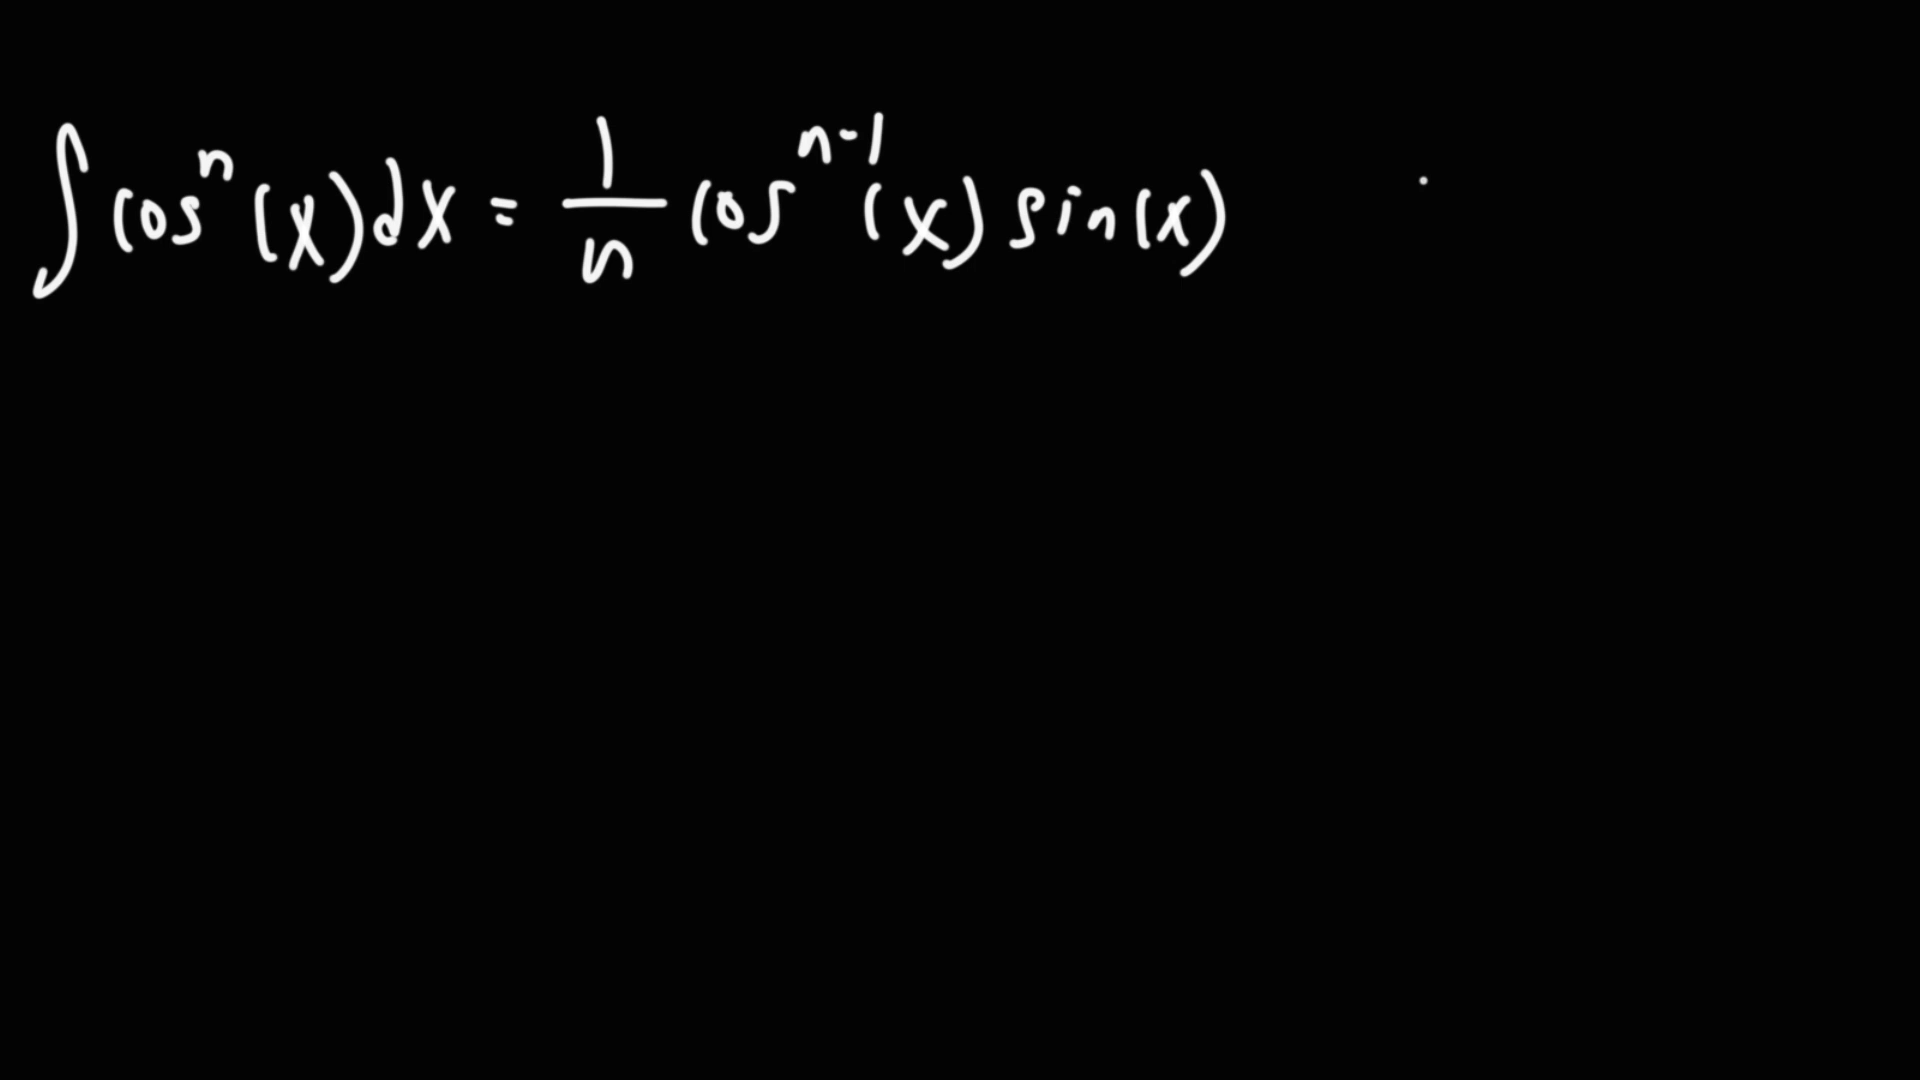 ∫ cos^n (x) dx = 1/n cos^{n-1} (x) sin(x)